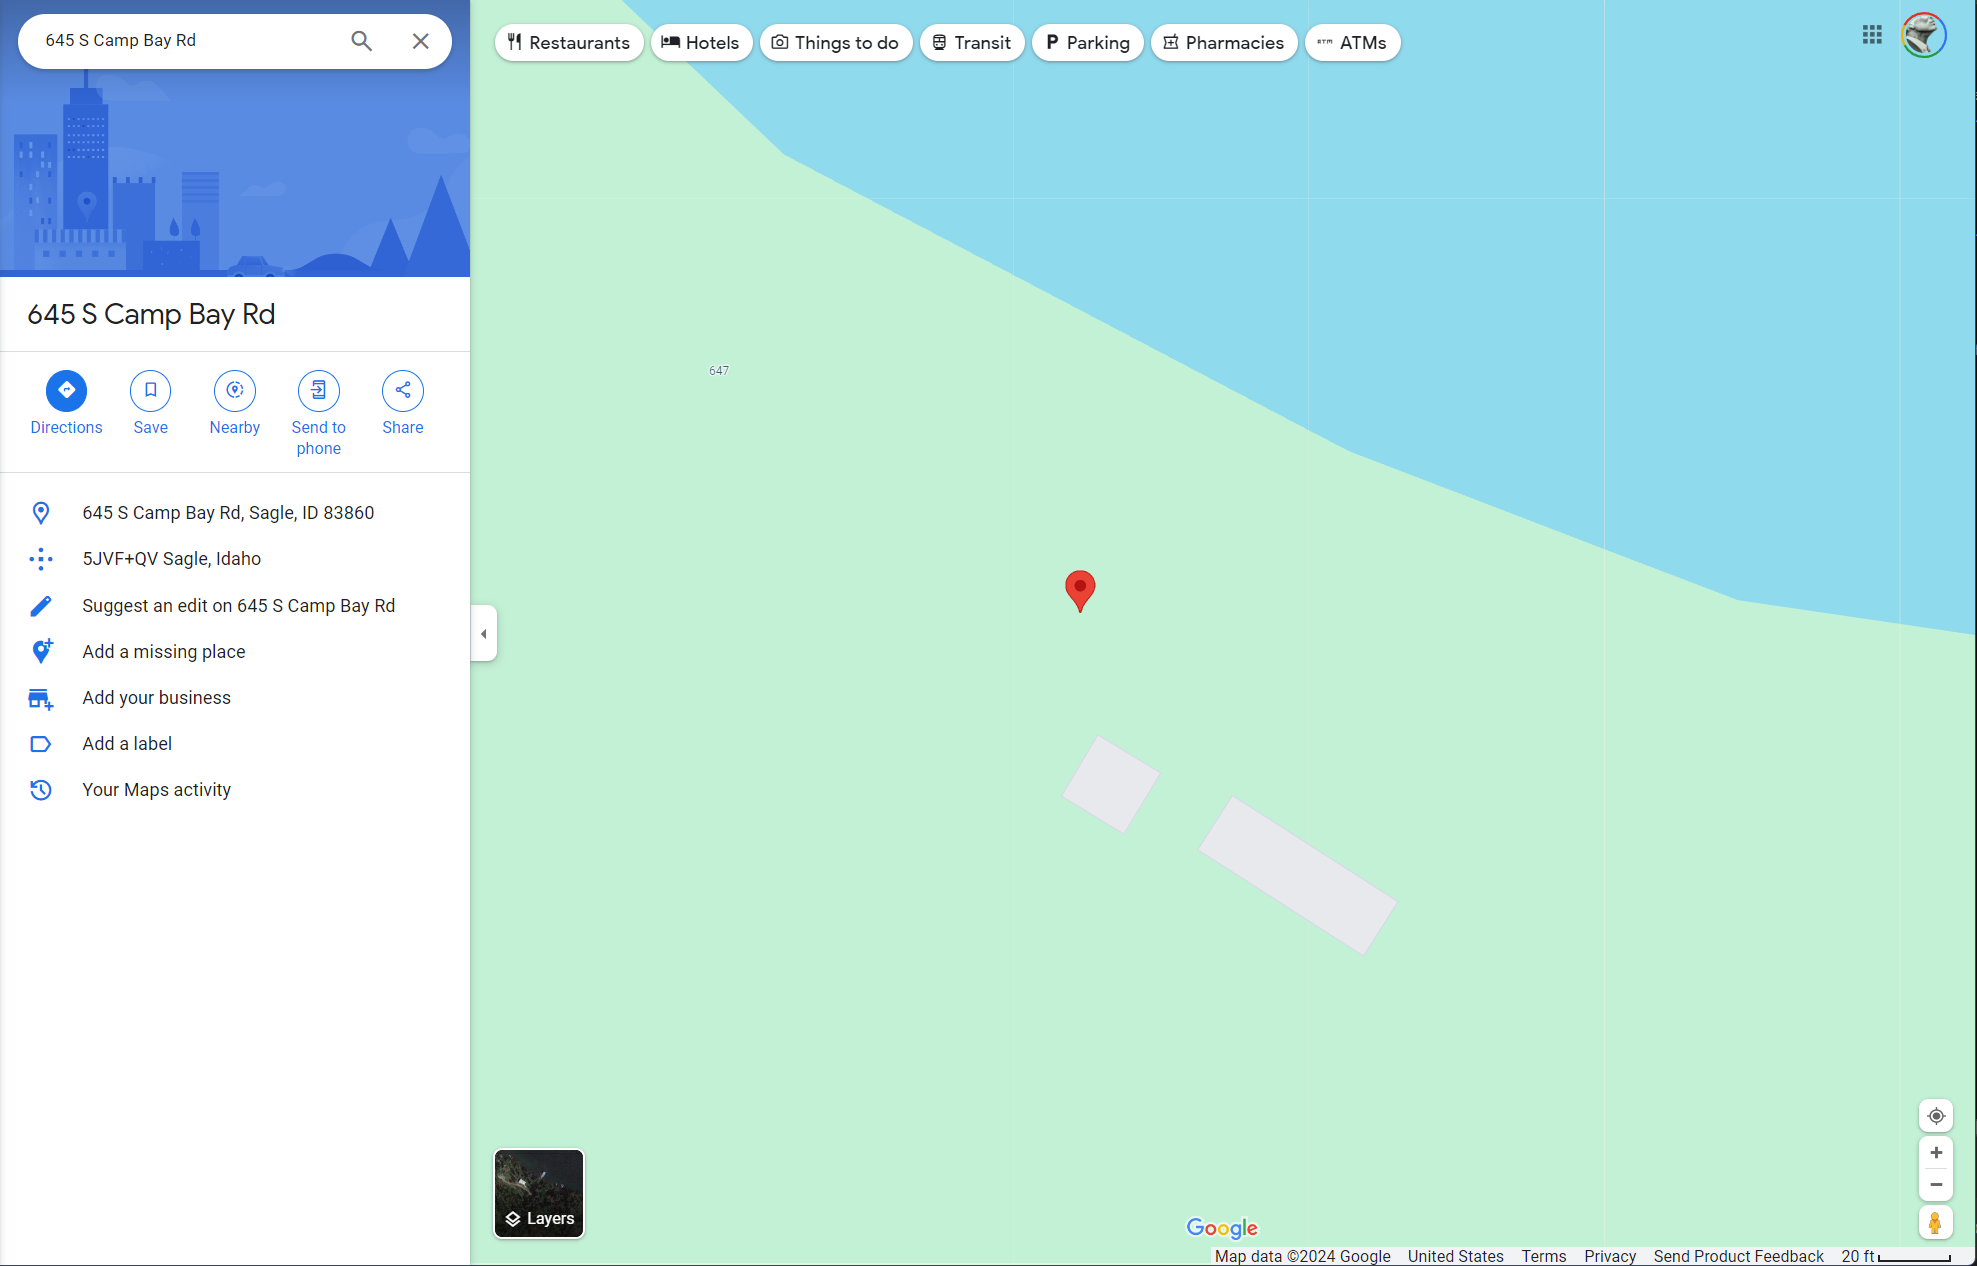 645 S Camp Bay Rd
Restaurants
Hotels
Things to do
Transit
Parking
Pharmacies
ATM
ATMs
645 S Camp Bay Rd
Directions
Save
Nearby
Send to
phone
Share
645 S Camp Bay Rd, Sagle, ID 83860
5JVF+QV Sagle, Idaho
Suggest an edit on 645 S Camp Bay Rd
Add a missing place
Add your business
Add a label
Your Maps activity
647
Layers
Google
Map data ©2024 Google United States Terms Privacy Send Product Feedback 20 ft